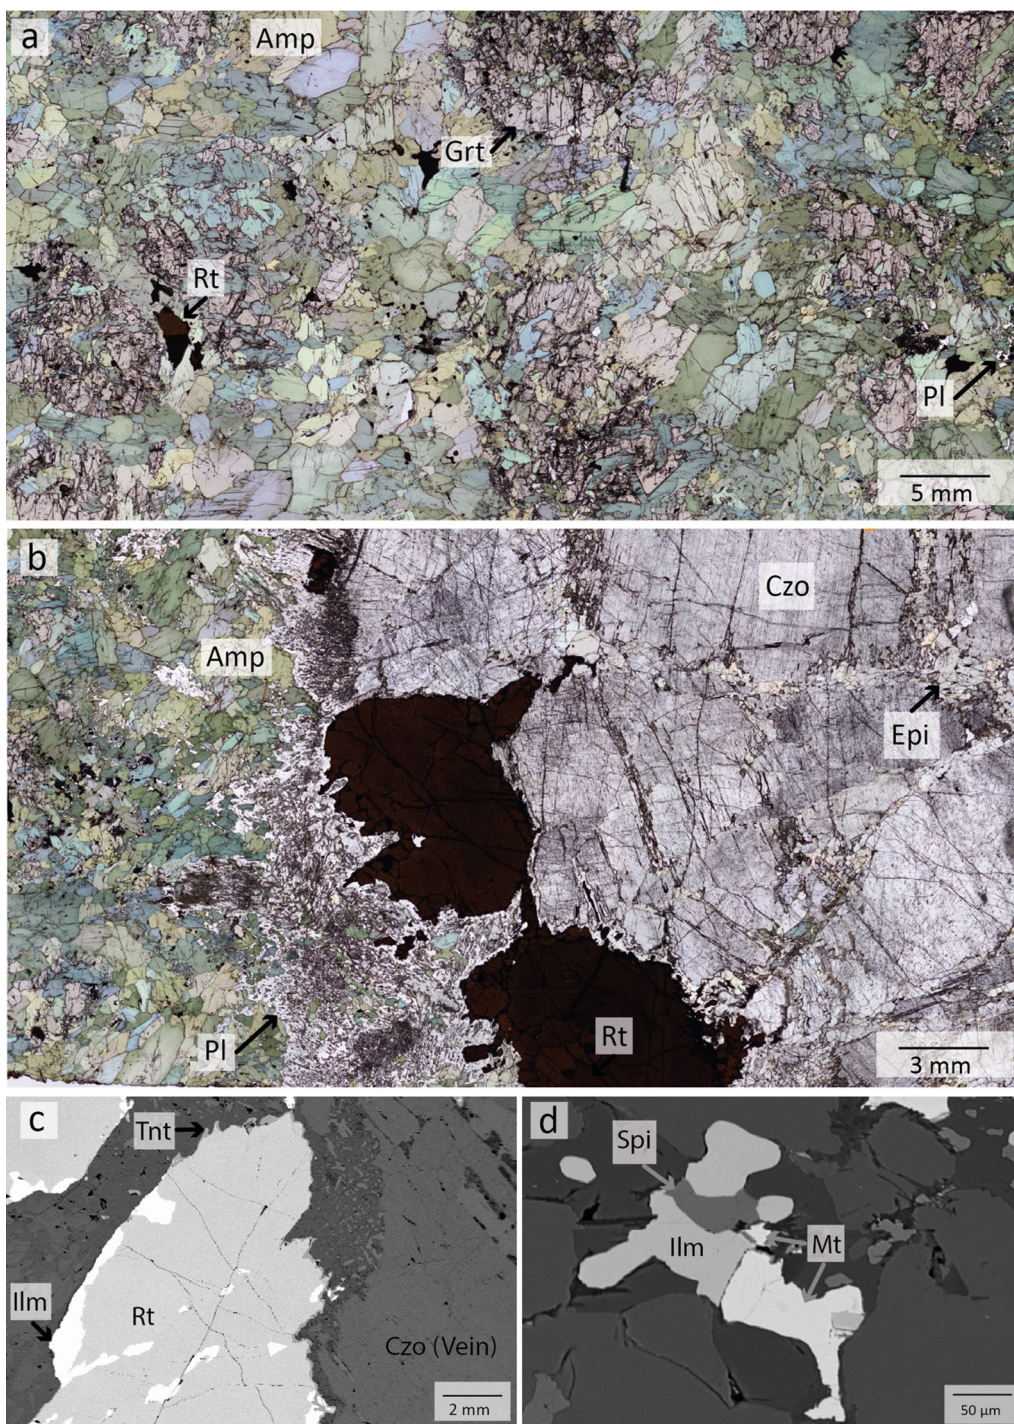 a
Amp
Grt
Rt
Pl
5 mm
b
Czo
Amp
Epi
Pl
Rt
3 mm
c
Tnt
Ilm
Rt
Czo (Vein)
2 mm
d
Spi
Ilm
Mt
50 µm